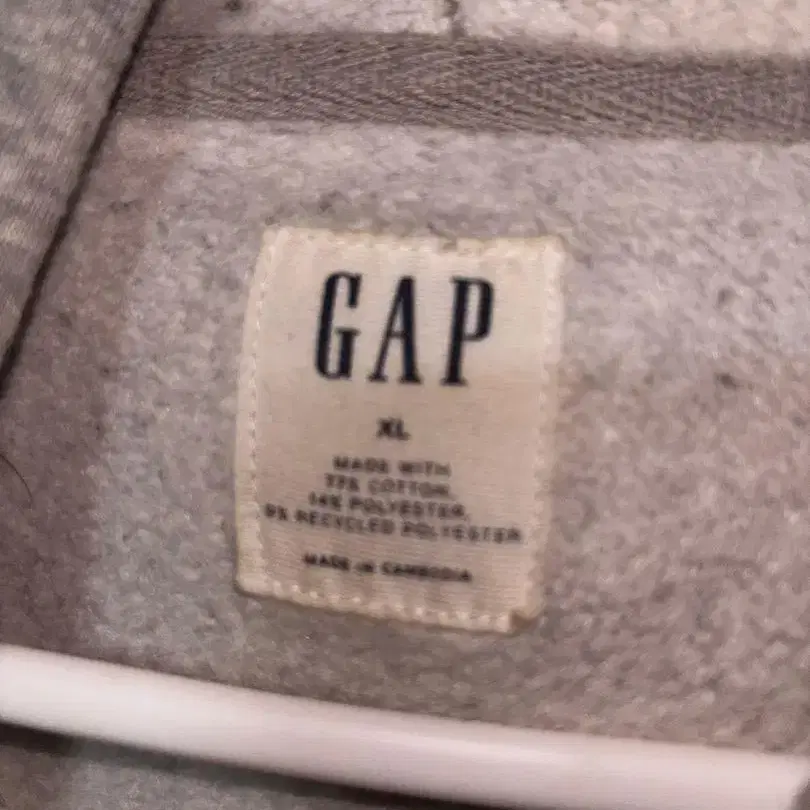 GAP
XL
MADE WITH
77% COTTON,
14% POLYESTER,
9% RECYCLED POLYESTER
MADE IN CAMBODIA